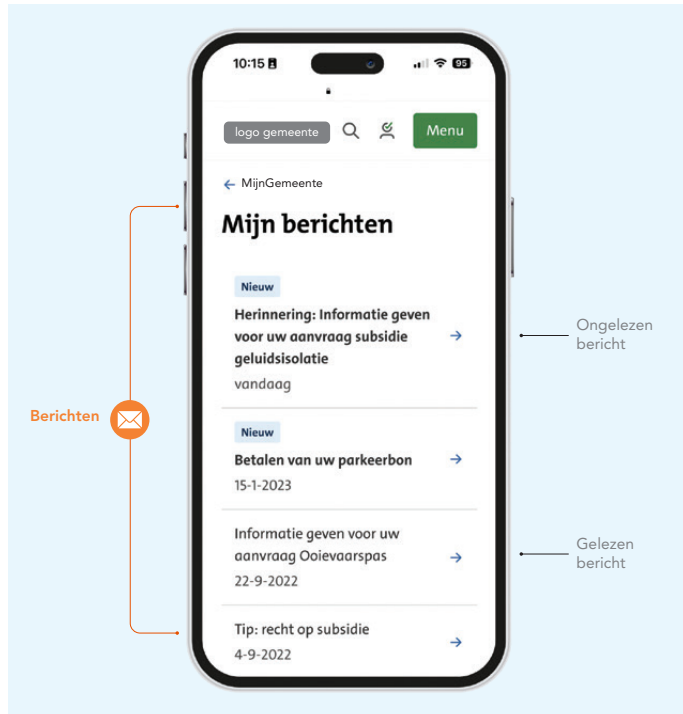 10:15
95
logo gemeente
Menu
← MijnGemeente
Mijn berichten
Nieuw
Herinnering: Informatie geven
voor uw aanvraag subsidie
geluidsisolatie
vandaag
Ongelezen
bericht
Berichten
Nieuw
Betalen van uw parkeerbon
15-1-2023
Informatie geven voor uw
aanvraag Ooievaarspas
22-9-2022
Gelezen
bericht
Tip: recht op subsidie
4-9-2022